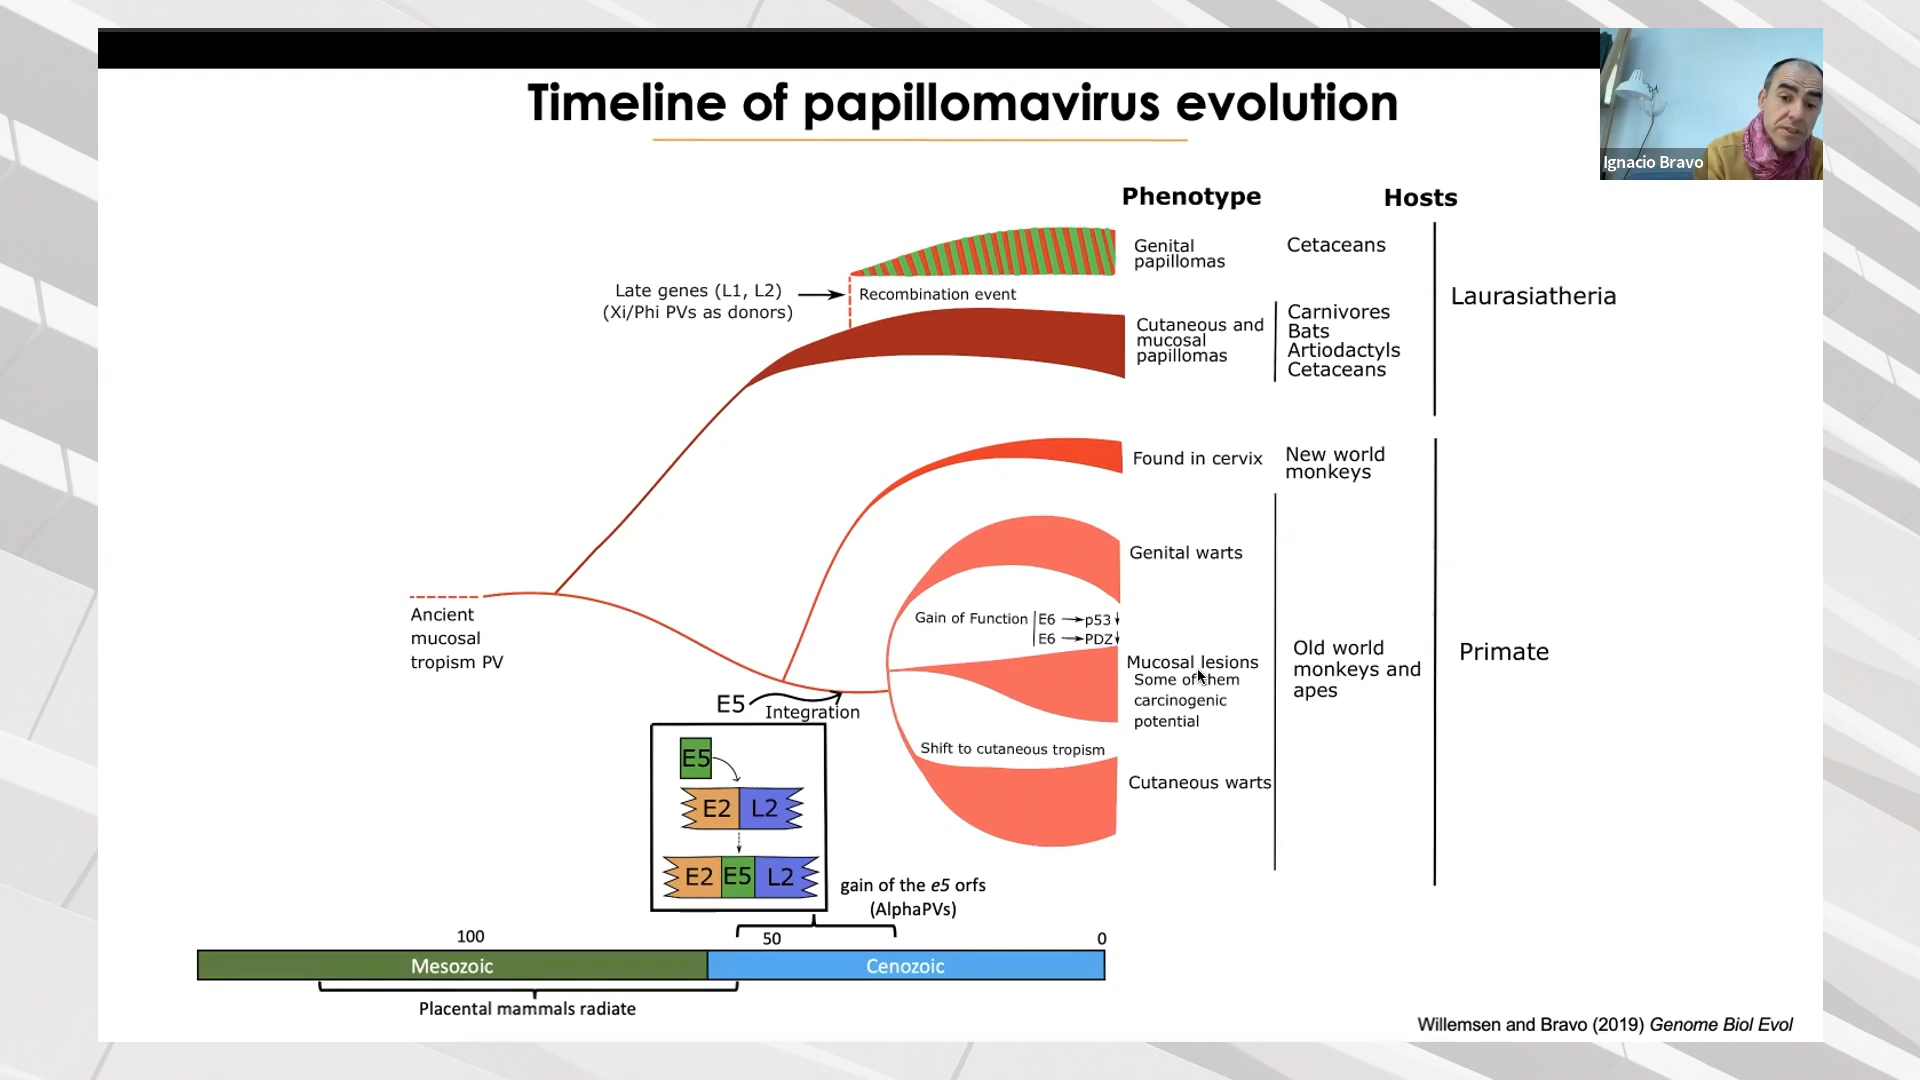 Timeline of papillomavirus evolution
Ignacio Bravo
Phenotype
Hosts
Genital
papillomas
Cetaceans
Late genes (L1, L2)
(Xi/Phi PVs as donors)
Recombination event
Laurasiatheria
Cutaneous and
mucosal
papillomas
Carnivores
Bats
Artiodactyls
Cetaceans
Found in cervix
New world
monkeys
Genital warts
Ancient
mucosal
tropism PV
Gain of Function
E6 → p53 ↓
E6 → PDZ ↓
Mucosal lesions
Some of them
carcinogenic
potential
Old world
monkeys and
apes
Primate
E5
Integration
Shift to cutaneous tropism
Cutaneous warts
E5
E2 L2
E2 E5 L2
gain of the e5 orfs
(AlphaPVs)
100
50
0
Mesozoic
Cenozoic
Placental mammals radiate
Willemsen and Bravo (2019) Genome Biol Evol